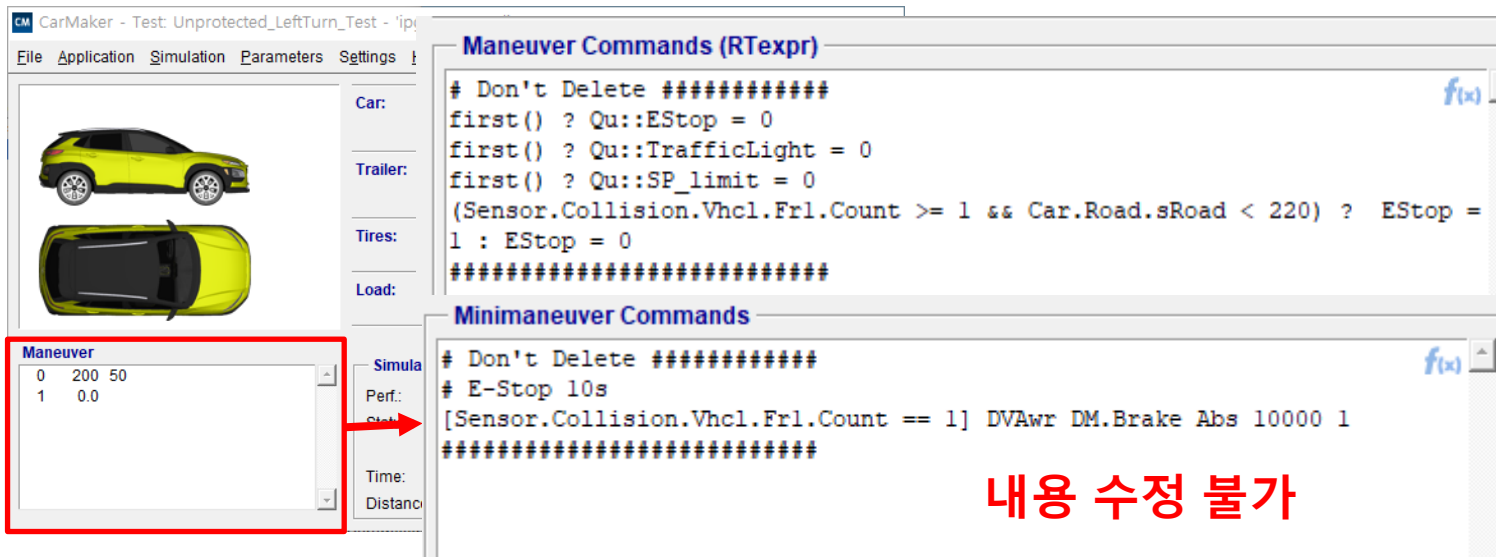 CM CarMaker - Test: Unprotected_LeftTurn_Test - 'ipg
File Application Simulation Parameters Settings
Car:
Trailer:
Tires:
Load:
Maneuver
0 200 50
1 0.0
Simula
Perf.:
Time:
Distanc
Maneuver Commands (RTexpr)
f(x)
# Don't Delete ############
first() ? Qu::EStop = 0
first() ? Qu::TrafficLight = 0
first() ? Qu::SP_limit = 0
(Sensor.Collision.Vhcl.Fr1.Count >= 1 && Car.Road.sRoad < 220) ?  EStop =
1 : EStop = 0
###########################
Minimaneuver Commands
f(x)
# Don't Delete ############
# E-Stop 10s
[Sensor.Collision.Vhcl.Fr1.Count == 1] DVAwr DM.Brake Abs 10000 1
###########################
내용 수정 불가